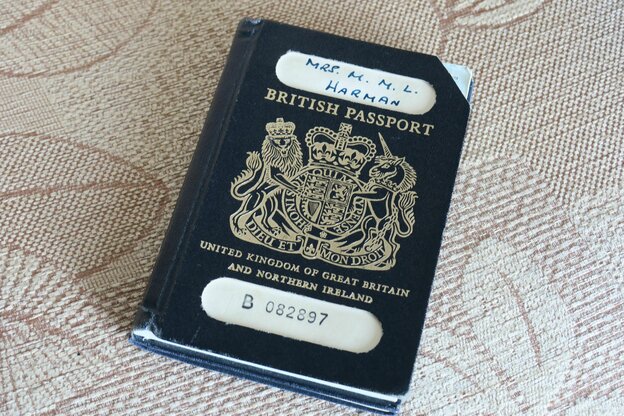 MRS. M. M. L.
HARMAN
BRITISH PASSPORT
DIEU ET MON DROIT
UNITED KINGDOM OF GREAT BRITAIN
AND NORTHERN IRELAND
B 082897